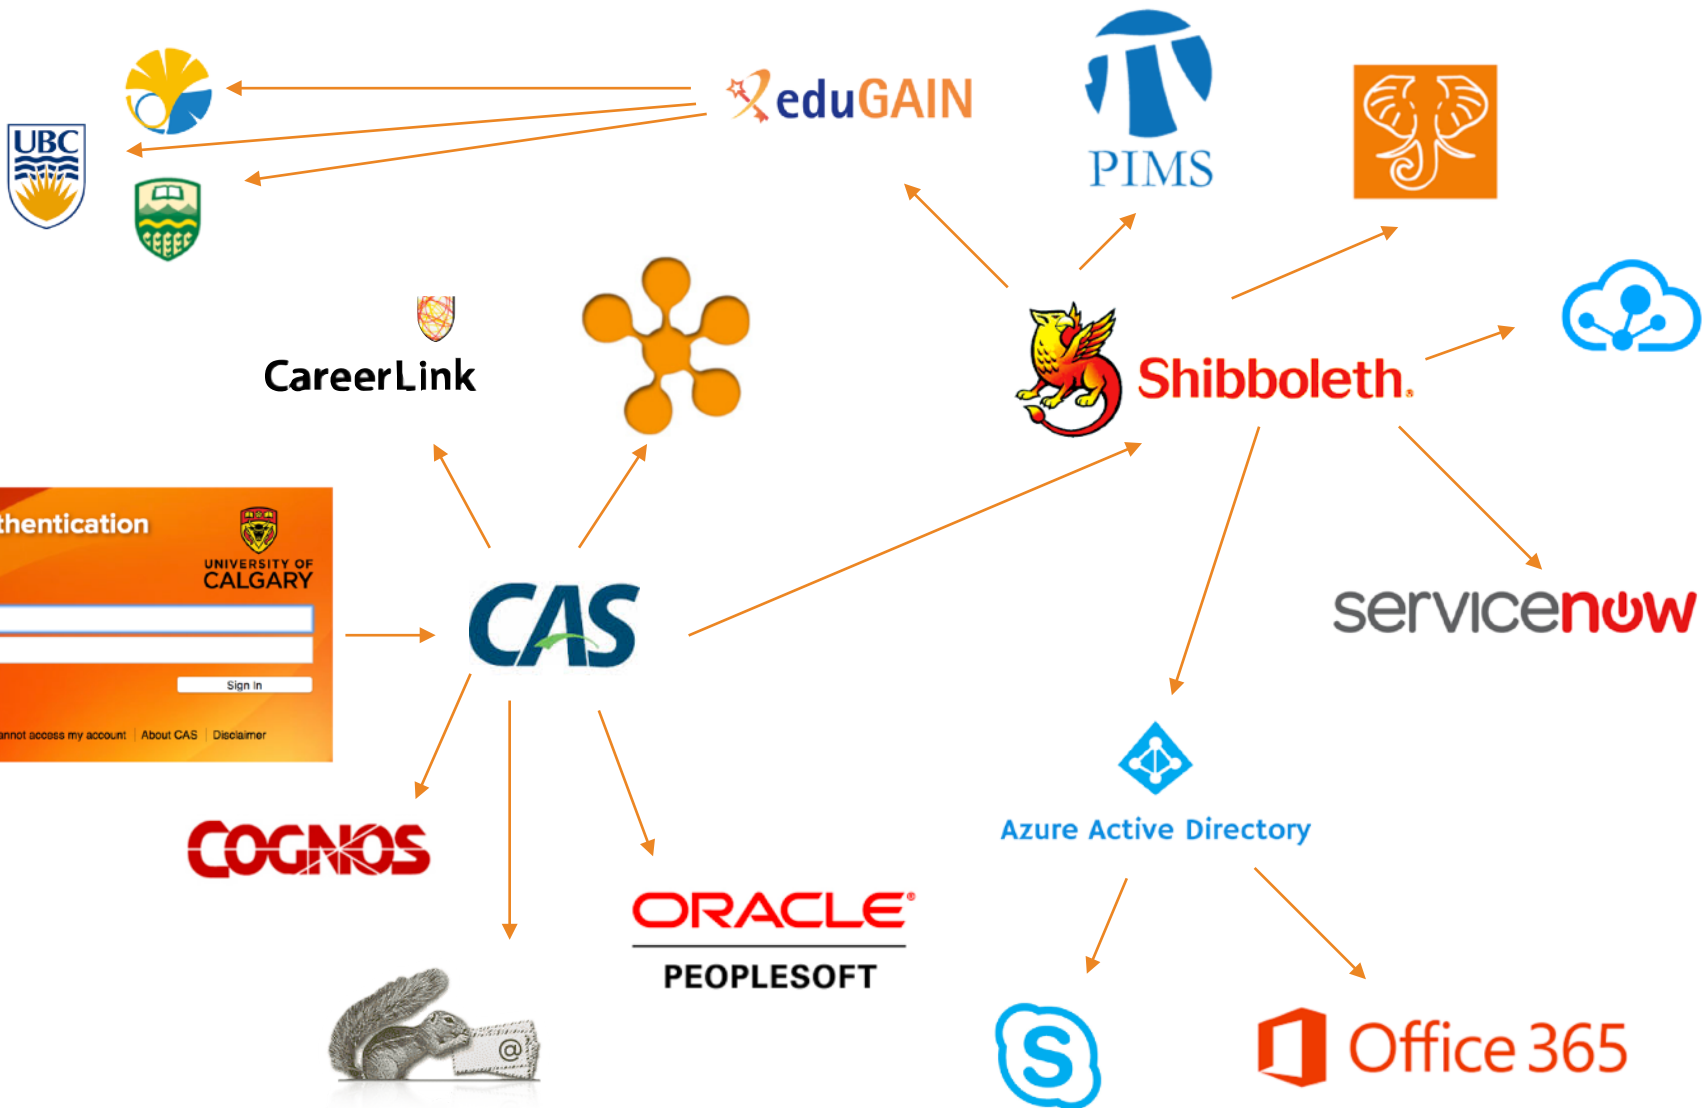 eduGAIN
UBC
PIMS
CareerLink
Shibboleth®
thentication
UNIVERSITY OF
CALGARY
CAS
servicenow
Sign In
annot access my account | About CAS | Disclaimer
COGNOS
Azure Active Directory
ORACLE®
PEOPLESOFT
@
S
Office 365